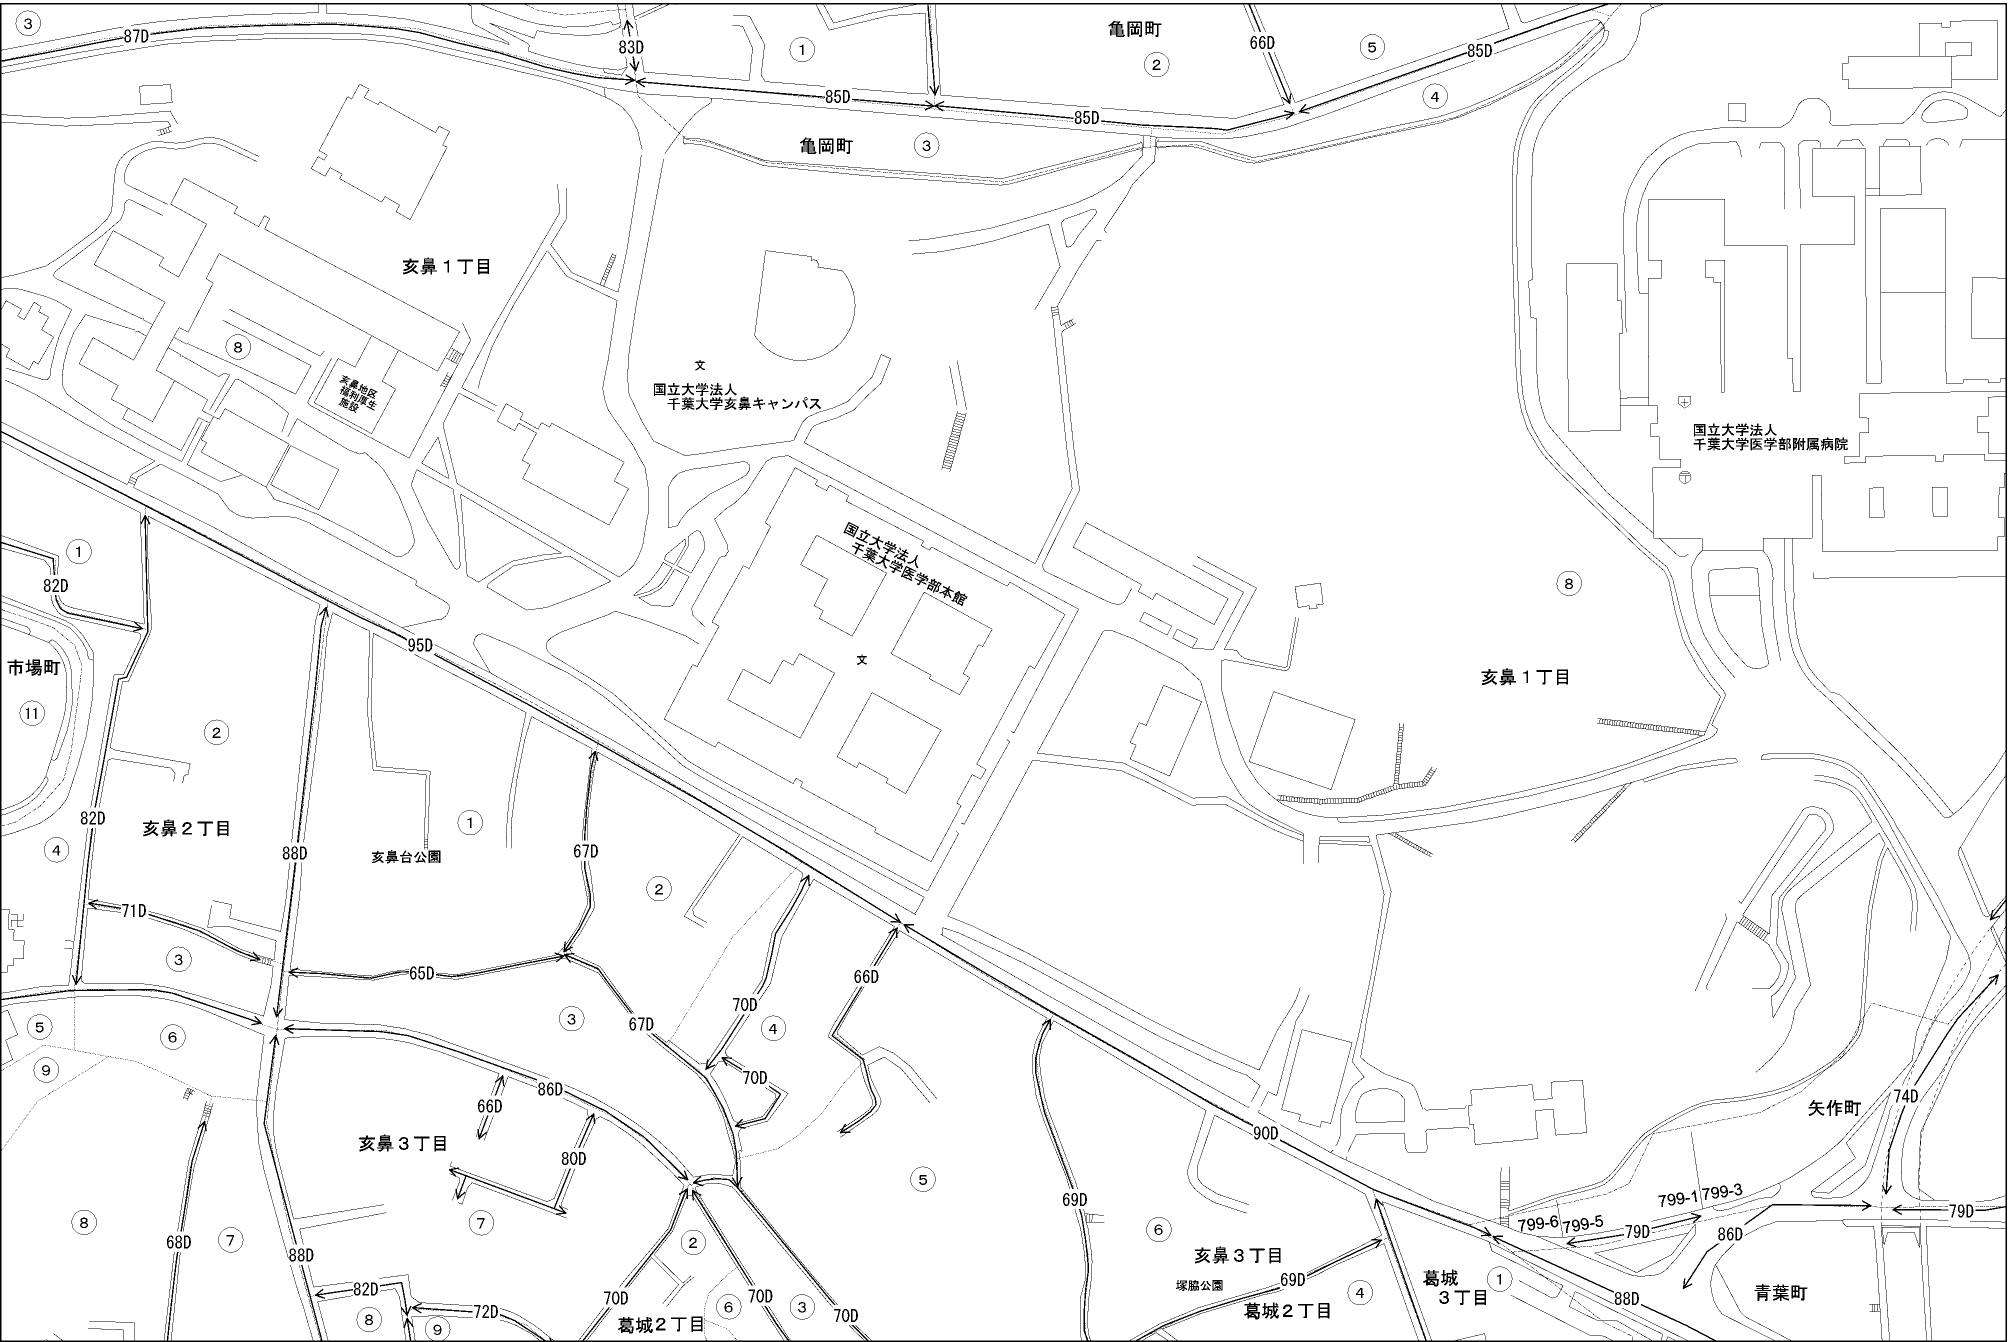 ③
87D
83D
①
亀岡町
②
66D
⑤
85D
85D
85D
④
亀岡町
③
亥鼻1丁目
⑧
亥鼻地区
福利厚生
施設
文
国立大学法人
千葉大学亥鼻キャンパス
国立大学法人
千葉大学医学部附属病院
国立大学法人
千葉大学医学部本館
文
⑧
亥鼻1丁目
①
82D
市場町
⑪
②
95D
82D
亥鼻2丁目
④
88D
①
亥鼻台公園
67D
②
71D
③
65D
66D
70D
④
⑤
⑥
③
67D
⑨
86D
66D
70D
亥鼻3丁目
80D
⑤
90D
74D
矢作町
69D
⑧
68D
⑦
88D
⑦
②
⑥
799-1
799-3
799-6
799-5
79D
79D
86D
亥鼻3丁目
塚脇公園
69D
葛城2丁目
④
葛城
3丁目
①
88D
青葉町
82D
72D
⑧
⑨
70D
葛城2丁目
⑥
70D
③
70D